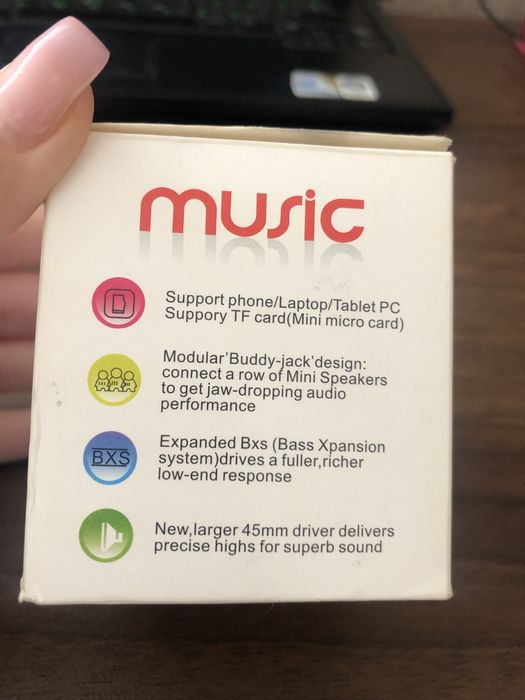 music
Support phone/Laptop/Tablet PC
Suppory TF card(Mini micro card)
Modular'Buddy-jack'design:
connect a row of Mini Speakers
to get jaw-dropping audio
performance
BXS
Expanded Bxs (Bass Xpansion
system)drives a fuller,richer
low-end response
New,larger 45mm driver delivers
precise highs for superb sound